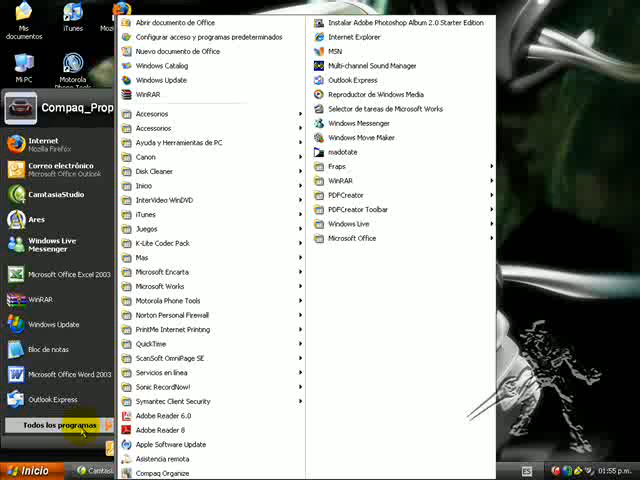 Mis
documentos
iTunes
Mi PC
Motorola
Phone Tools
Compaq_Prop
Internet
Mozilla Firefox
Correo electrónico
Microsoft Office Outlook
CamtasiaStudio
Ares
Windows Live
Messenger
Microsoft Office Excel 2003
WinRAR
Windows Update
Bloc de notas
Microsoft Office Word 2003
Outlook Express
Todos los programas
Abrir documento de Office
Configurar acceso y programas predeterminados
Nuevo documento de Office
Windows Catalog
Windows Update
WinRAR
Accesorios
Accessories
Ayuda y Herramientas de PC
Canon
Disk Cleaner
Inicio
InterVideo WinDVD
iTunes
Juegos
K-Lite Codec Pack
Mas
Microsoft Encarta
Microsoft Works
Motorola Phone Tools
Norton Personal Firewall
PrintMe Internet Printing
QuickTime
ScanSoft OmniPage SE
Servicios en línea
Sonic RecordNow!
Symantec Client Security
Adobe Reader 6.0
Adobe Reader 8
Apple Software Update
Asistencia remota
Compaq Organize
Instalar Adobe Photoshop Album 2.0 Starter Edition
Internet Explorer
MSN
Multi-channel Sound Manager
Outlook Express
Reproductor de Windows Media
Selector de tareas de Microsoft Works
Windows Messenger
Windows Movie Maker
madotate
Fraps
WinRAR
PDFCreator
PDFCreator Toolbar
Windows Live
Microsoft Office
Inicio
Camtasi
ES
01:55 p.m.